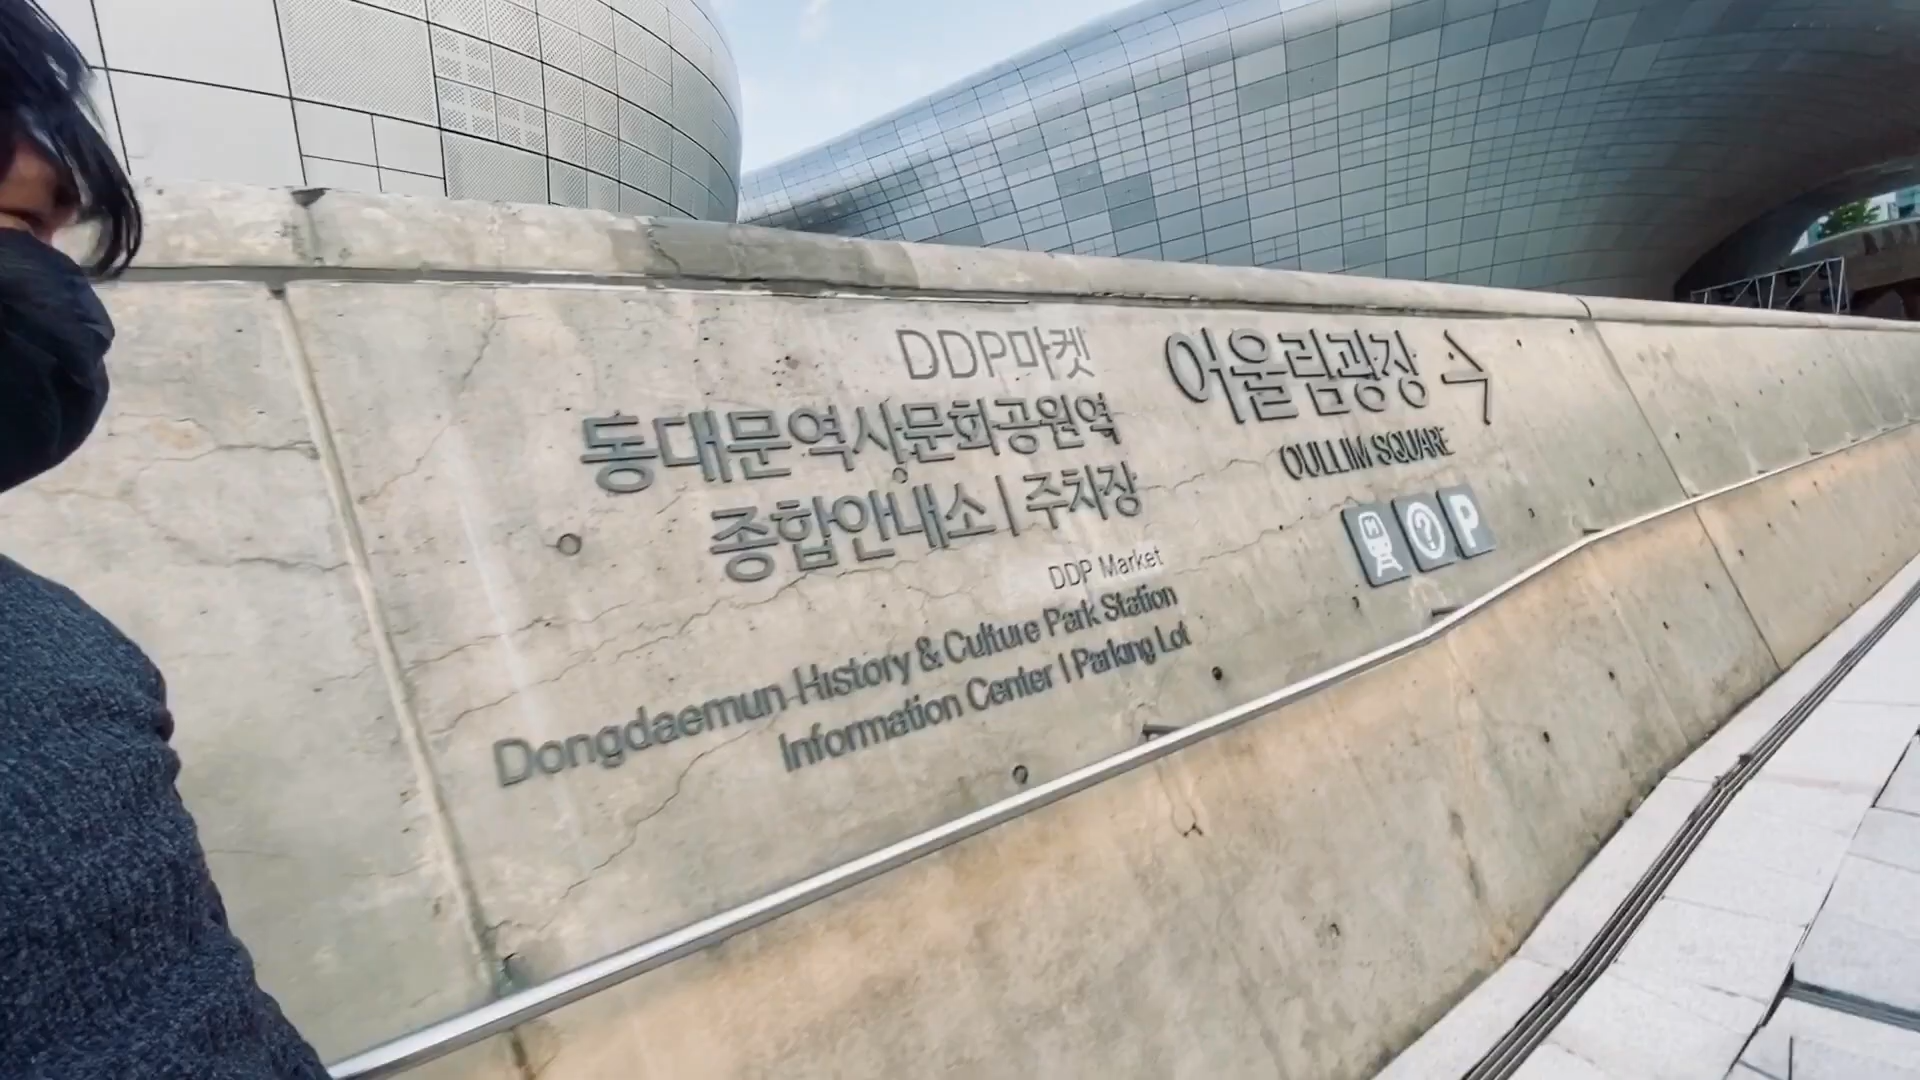 DDP마켓
동대문역사문화공원역
종합안내소 | 주차장
DDP Market
Dongdaemun History & Culture Park Station
Information Center | Parking Lot
어울림광장
OULLIM SQUARE
? P